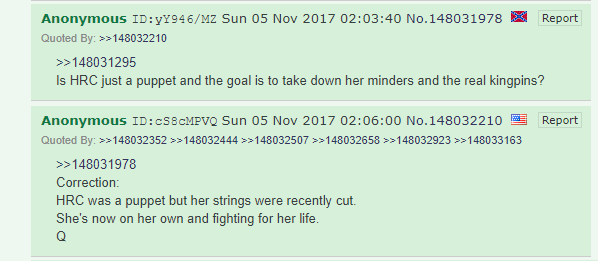 Anonymous ID:yY946/MZ Sun 05 Nov 2017 02:03:40 No.148031978 Report
Quoted By: >>148032210
>>148031295
Is HRC just a puppet and the goal is to take down her minders and the real kingpins?
Anonymous ID:cS8cMPVQ Sun 05 Nov 2017 02:06:00 No.148032210 Report
Quoted By: >>148032352 >>148032444 >>148032507 >>148032658 >>148032923 >>148033163
>>148031978
Correction:
HRC was a puppet but her strings were recently cut.
She's now on her own and fighting for her life.
Q